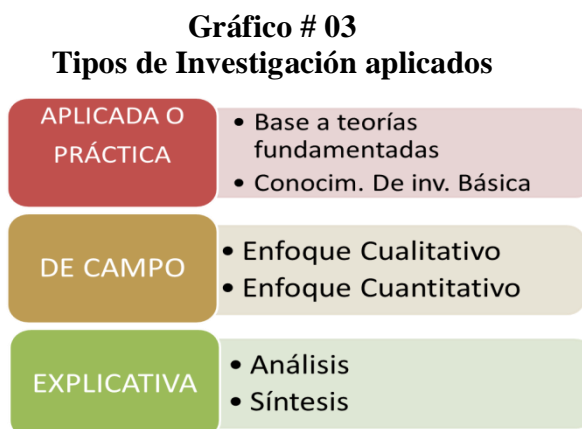 Gráfico # 03
Tipos de Investigación aplicados
APLICADA O
PRÁCTICA
• Base a teorías
fundamentadas
• Conocim. De inv. Básica
DE CAMPO
• Enfoque Cualitativo
• Enfoque Cuantitativo
EXPLICATIVA
• Análisis
• Síntesis